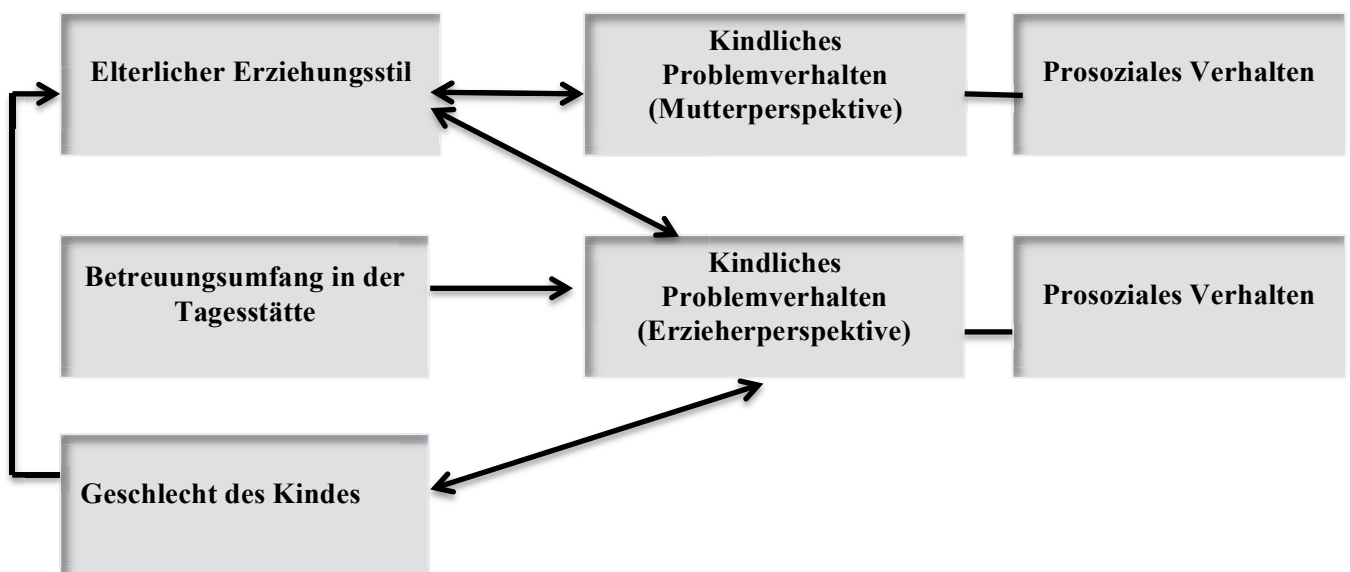 Elterlicher Erziehungsstil
Kindliches
Problemverhalten
(Mutterperspektive)
Prosoziales Verhalten
Betreuungsumfang in der
Tagesstätte
Kindliches
Problemverhalten
(Erzieherperspektive)
Prosoziales Verhalten
Geschlecht des Kindes